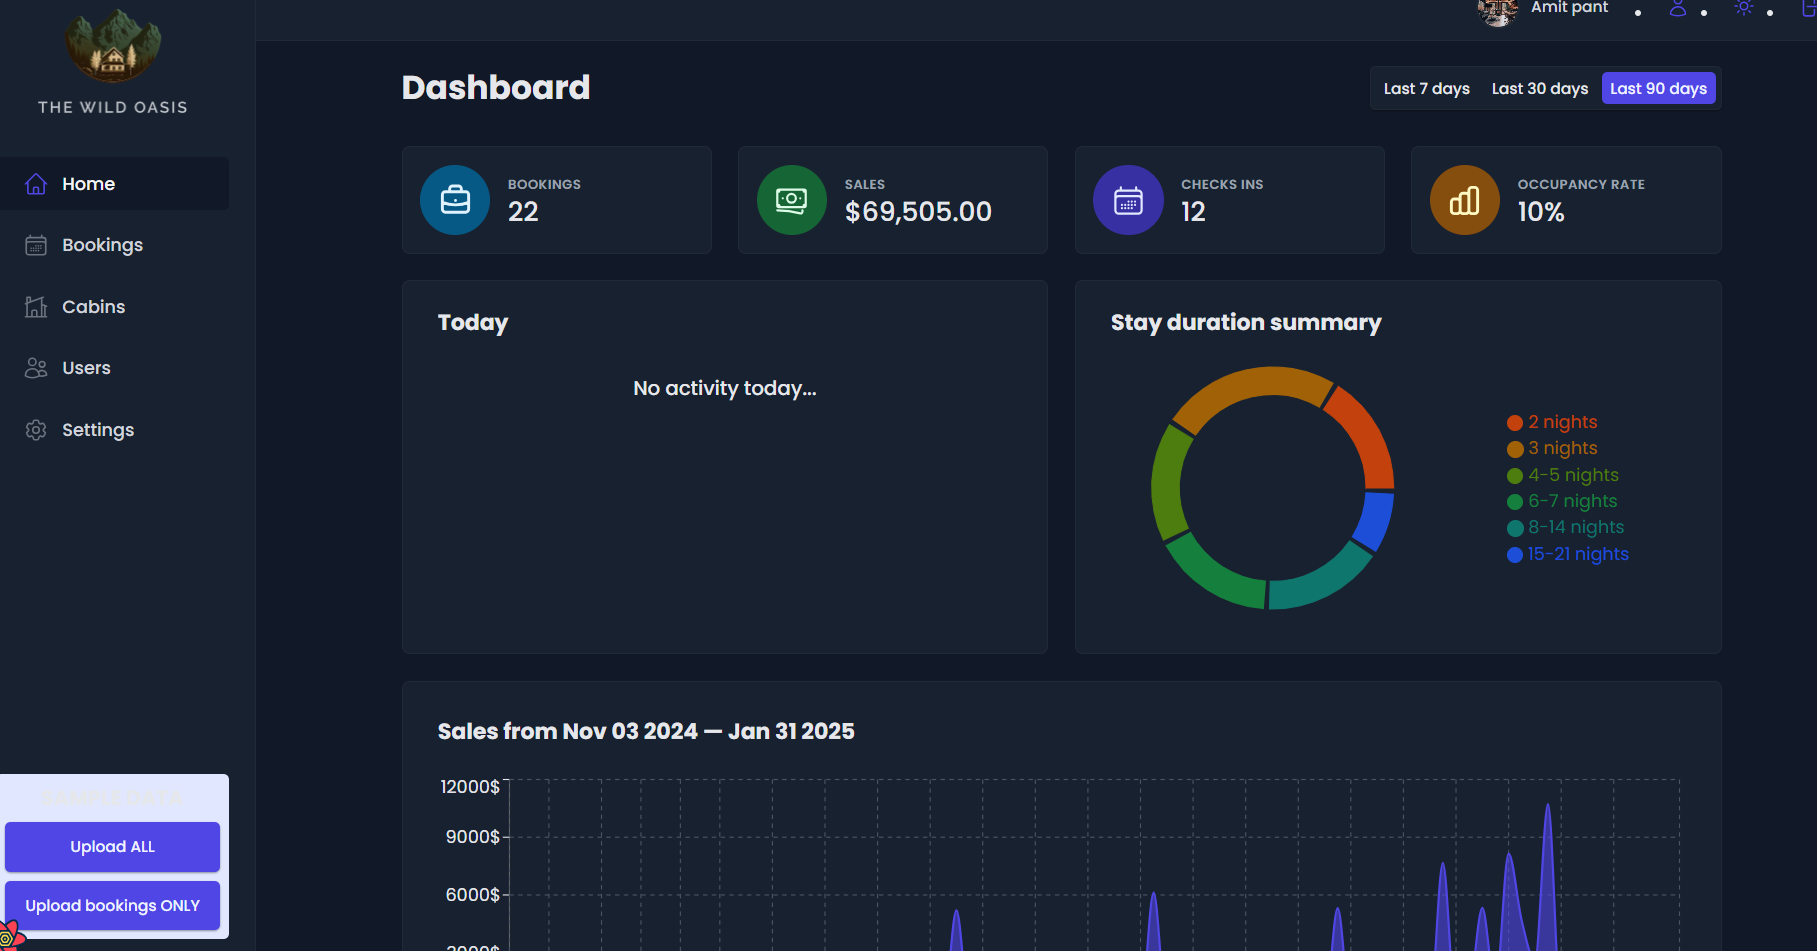 THE WILD OASIS
Home
Bookings
Cabins
Users
Settings
SAMPLE DATA
Upload ALL
Upload bookings ONLY
Amit pant
Dashboard
Last 7 days
Last 30 days
Last 90 days
BOOKINGS
22
SALES
$69,505.00
CHECKS INS
12
OCCUPANCY RATE
10%
Today
No activity today...
Stay duration summary
2 nights
3 nights
4-5 nights
6-7 nights
8-14 nights
15-21 nights
Sales from Nov 03 2024 — Jan 31 2025
12000$
9000$
6000$
3000$